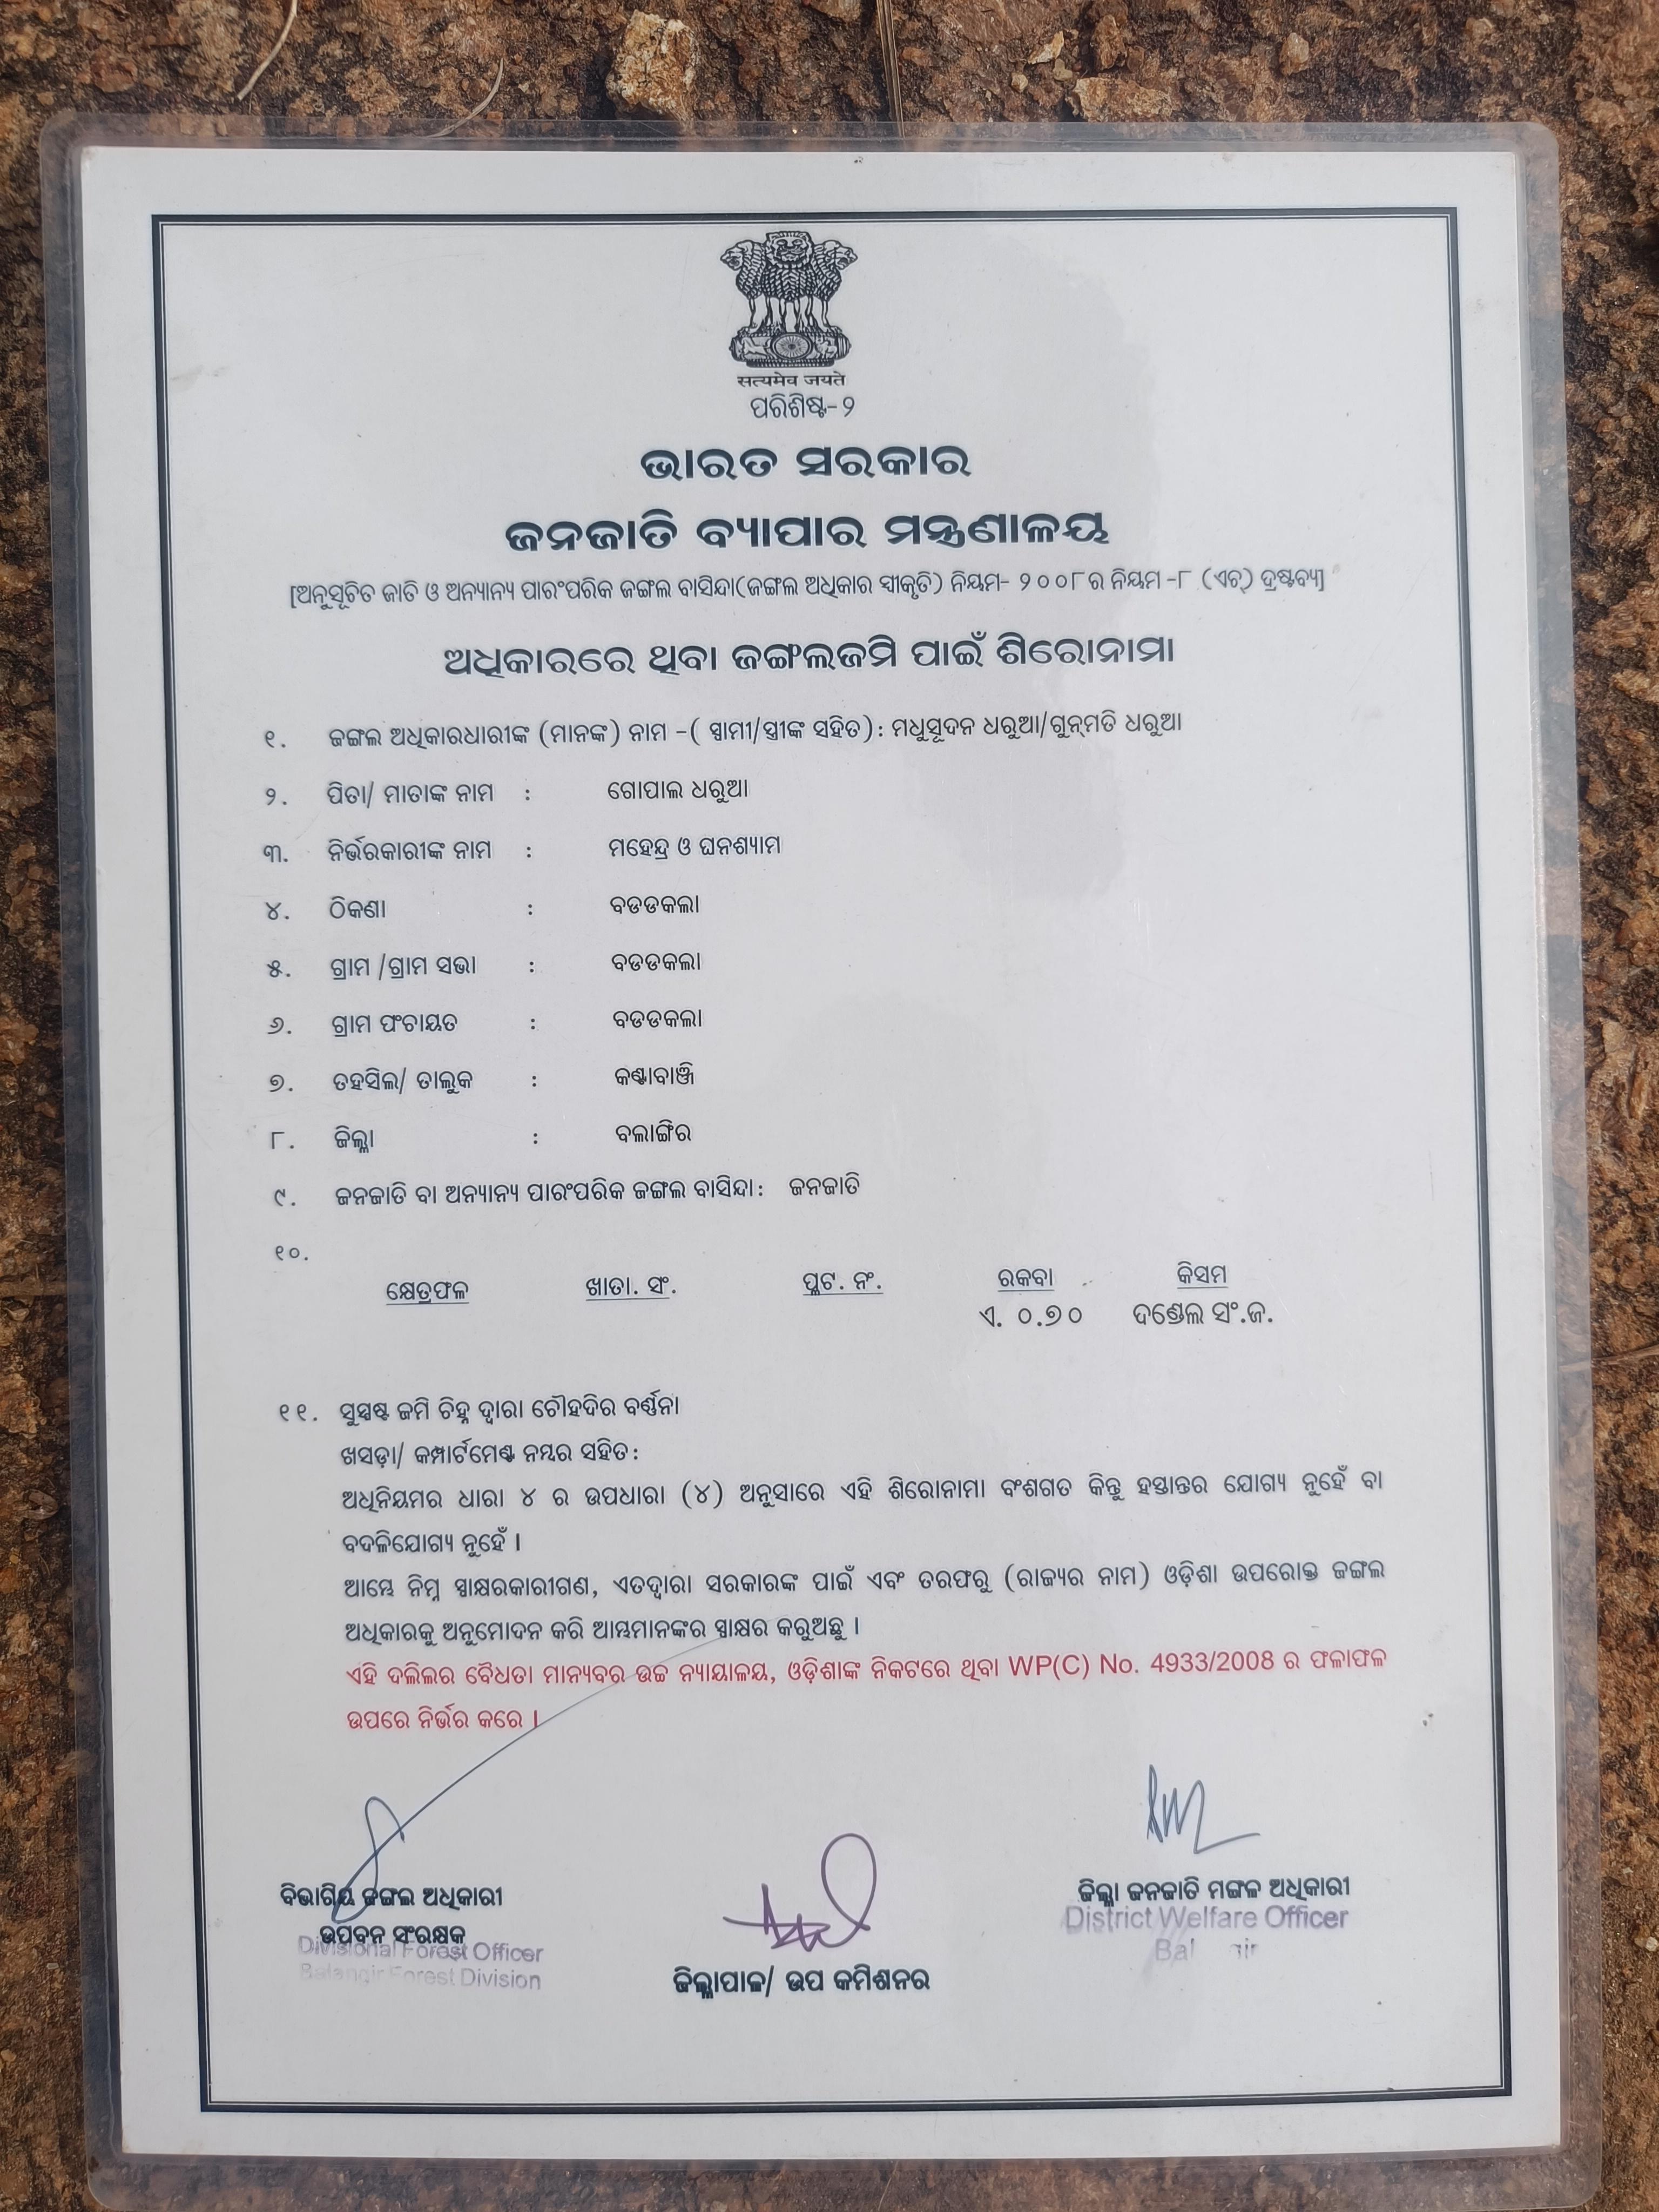 सत्यमेव जयते
ପରିଶିଷ୍ଟ-୨
ଭାରତ ସରକାର
ଜନଜାତି ବ୍ୟାପାର ମନ୍ତ୍ରଣାଳୟ
[ଅନୁସୂଚିତ ଜାତି ଓ ଅନ୍ୟାନ୍ୟ ପାରଂପରିକ ଜଙ୍ଗଲ ବାସିନ୍ଦା(ଜଙ୍ଗଲ ଅଧିକାର ସ୍ୱୀକୃତି) ନିୟମ- ୨୦୦୮ର ନିୟମ -୮ (ଏଚ୍) ଦ୍ରଷ୍ଟବ୍ୟ]
ଅଧିକାରରେ ଥିବା ଜଙ୍ଗଲଜମି ପାଇଁ ଶିରୋନାମା
୧. ଜଙ୍ଗଲ ଅଧିକାରଧାରୀଙ୍କ (ମାନଙ୍କ) ନାମ -( ସ୍ୱାମୀ/ସ୍ତ୍ରୀଙ୍କ ସହିତ): ମଧୁସୂଦନ ଧରୁଆ/ଗୁନ୍‌ମତି ଧରୁଆ
୨. ପିତା/ ମାତାଙ୍କ ନାମ : ଗୋପାଲ ଧରୁଆ
୩. ନିର୍ଭରକାରୀଙ୍କ ନାମ : ମହେନ୍ଦ୍ର ଓ ଘନଶ୍ୟାମ
୪. ଠିକଣା : ବଡଡକଲା
୫. ଗ୍ରାମ /ଗ୍ରାମ ସଭା : ବଡଡକଲା
୬. ଗ୍ରାମ ପଂଚାୟତ : ବଡଡକଲା
୭. ତହସିଲ/ ତାଲୁକ : କଣ୍ଟାବାଞ୍ଜି
୮. ଜିଲ୍ଲା : ବଲାଙ୍ଗିର
୯. ଜନଜାତି ବା ଅନ୍ୟାନ୍ୟ ପାରଂପରିକ ଜଙ୍ଗଲ ବାସିନ୍ଦା: ଜନଜାତି
୧୦.
କ୍ଷେତ୍ରଫଳ ଖାତା. ସଂ. ପ୍ଲଟ. ନଂ. ରକବା କିସମ
ଏ. ୦.୭୦ ଦଣ୍ଡେଲ ସଂ.ଜ.
୧୧. ସୁସ୍ପଷ୍ଟ ଜମି ଚିହ୍ନ ଦ୍ୱାରା ଚୌହଦିର ବର୍ଣ୍ଣନା
ଖସଡ଼ା/ କମ୍ପାର୍ଟମେଣ୍ଟ ନମ୍ବର ସହିତ:
ଅଧିନିୟମର ଧାରା ୪ ର ଉପଧାରା (୪) ଅନୁସାରେ ଏହି ଶିରୋନାମା ବଂଶଗତ କିନ୍ତୁ ହସ୍ତାନ୍ତର ଯୋଗ୍ୟ ନୁହେଁ ବା
ବଦଳିଯୋଗ୍ୟ ନୁହେଁ ।
ଆମ୍ଭେ ନିମ୍ନ ସ୍ୱାକ୍ଷରକାରୀଗଣ, ଏତଦ୍ୱାରା ସରକାରଙ୍କ ପାଇଁ ଏବଂ ତରଫରୁ (ରାଜ୍ୟର ନାମ) ଓଡ଼ିଶା ଉପରୋକ୍ତ ଜଙ୍ଗଲ
ଅଧିକାରକୁ ଅନୁମୋଦନ କରି ଆମ୍ଭମାନଙ୍କର ସ୍ୱାକ୍ଷର କରୁଅଛୁ ।
ଏହି ଦଲିଲର ବୈଧତା ମାନ୍ୟବର ଉଚ୍ଚ ନ୍ୟାୟାଳୟ, ଓଡ଼ିଶାଙ୍କ ନିକଟରେ ଥିବା WP(C) No. 4933/2008 ର ଫଳାଫଳ
ଉପରେ ନିର୍ଭର କରେ ।
ବିଭାଗିୟ ଜଙ୍ଗଲ ଅଧିକାରୀ
ଉପବନ ସଂରକ୍ଷକ
Divisional Forest Officer
Balangir Forest Division
ଜିଲ୍ଲାପାଳ/ ଉପ କମିଶନର
ଜିଲ୍ଲା ଜନଜାତି ମଙ୍ଗଳ ଅଧିକାରୀ
District Welfare Officer